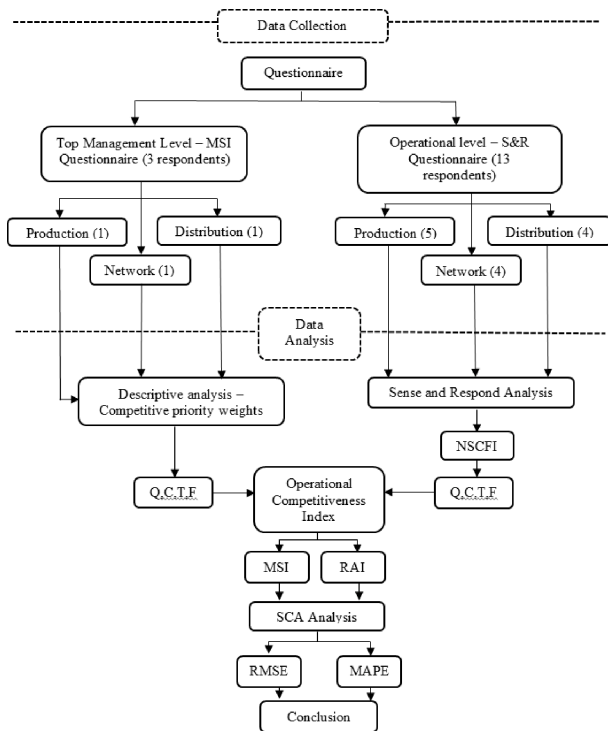 Data Collection
Questionnaire
Top Management Level – MSI
Questionnaire (3 respondents)
Operational level – S&R
Questionnaire (13
respondents)
Production (1)
Distribution (1)
Network (1)
Production (5)
Distribution (4)
Network (4)
Data
Analysis
Descriptive analysis –
Competitive priority weights
Sense and Respond Analysis
NSCFI
Q,C,T,F
Operational
Competitiveness
Index
Q,C,T,F
MSI
RAI
SCA Analysis
RMSE
MAPE
Conclusion